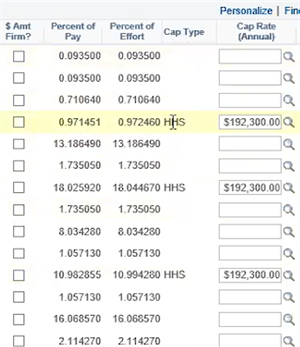 Personalize | Fin
$ Amt Firm? Percent of Pay Percent of Effort Cap Type Cap Rate (Annual)
0.093500 0.093500
0.093500 0.093500
0.710640 0.710640
0.971451 0.972460 HHS $192,300.00
13.186490 13.186490
1.735050 1.735050
18.025920 18.044670 HHS $192,300.00
1.735050 1.735050
8.034280 8.034280
1.057130 1.057130
10.982855 10.994280 HHS $192,300.00
1.057130 1.057130
16.068570 16.068570
2.114270 2.114270